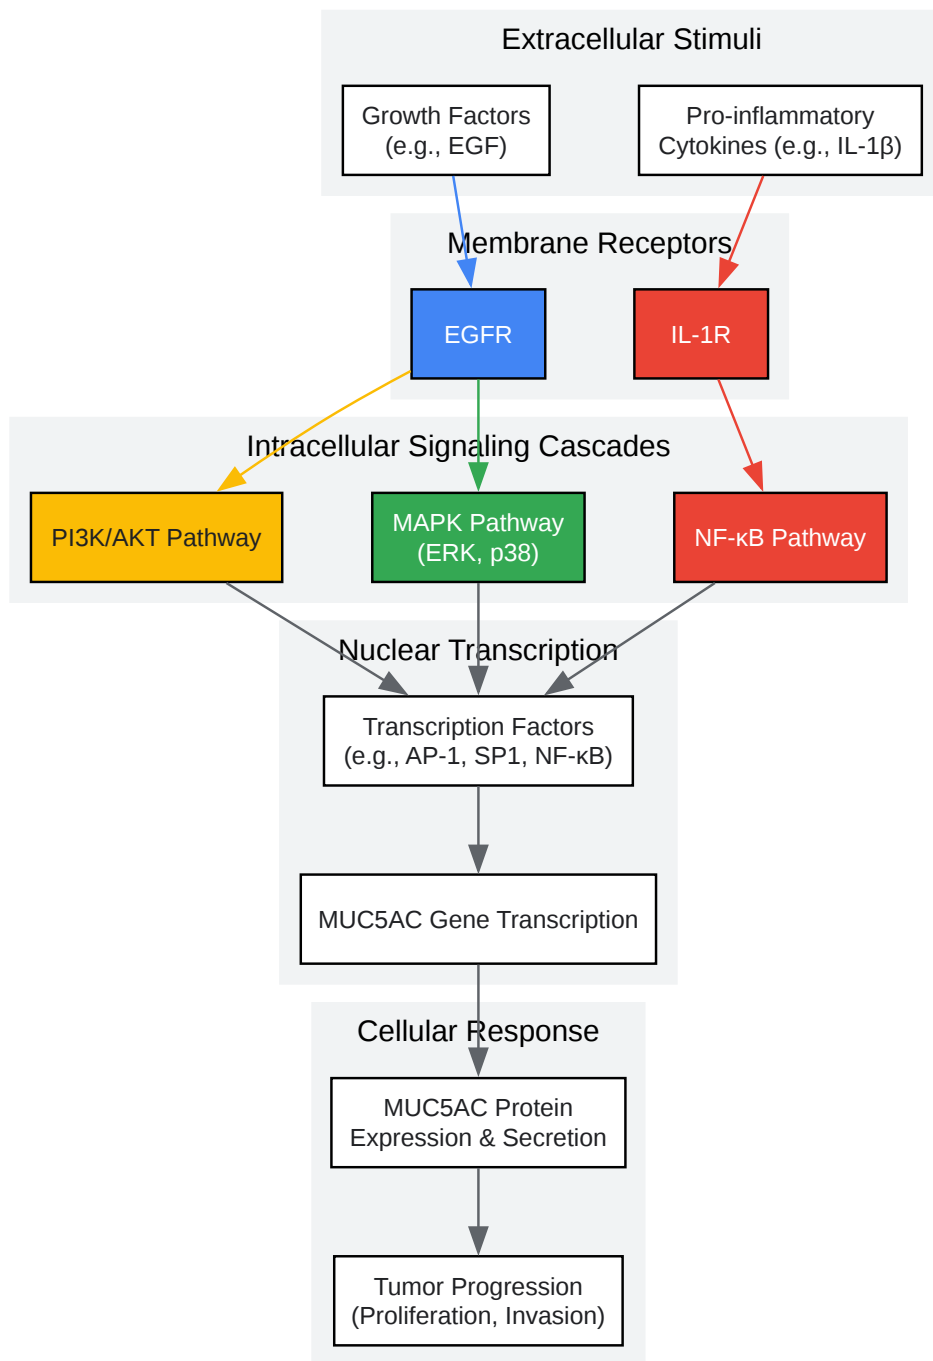 Extracellular Stimuli
Growth Factors
(e.g., EGF)
Pro-inflammatory
Cytokines (e.g., IL-1β)
Membrane Receptors
EGFR
IL-1R
Intracellular Signaling Cascades
PI3K/AKT Pathway
MAPK Pathway
(ERK, p38)
NF-κB Pathway
Nuclear Transcription
Transcription Factors
(e.g., AP-1, SP1, NF-κB)
MUC5AC Gene Transcription
Cellular Response
MUC5AC Protein
Expression & Secretion
Tumor Progression
(Proliferation, Invasion)